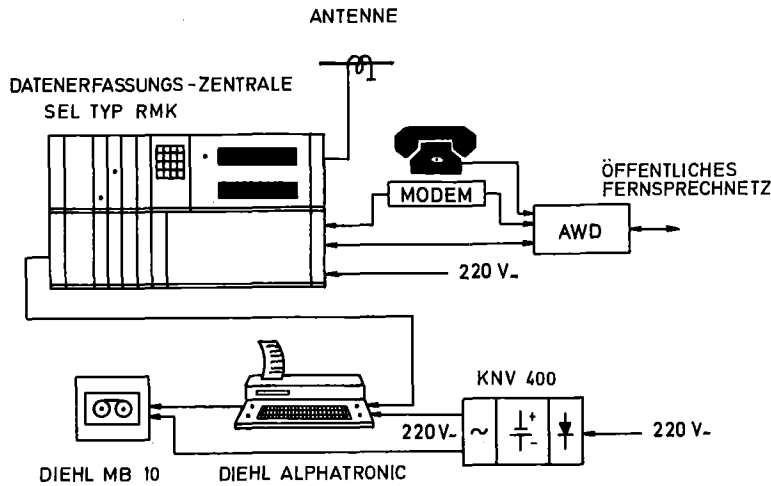 ANTENNE
DATENERFASSUNGS-ZENTRALE
SEL TYP RMK
MODEM
ÖFFENTLICHES
FERNSPRECHNETZ
AWD
220 V~
KNV 400
220V~
~
+
-
220 V~
DIEHL MB 10
DIEHL ALPHATRONIC